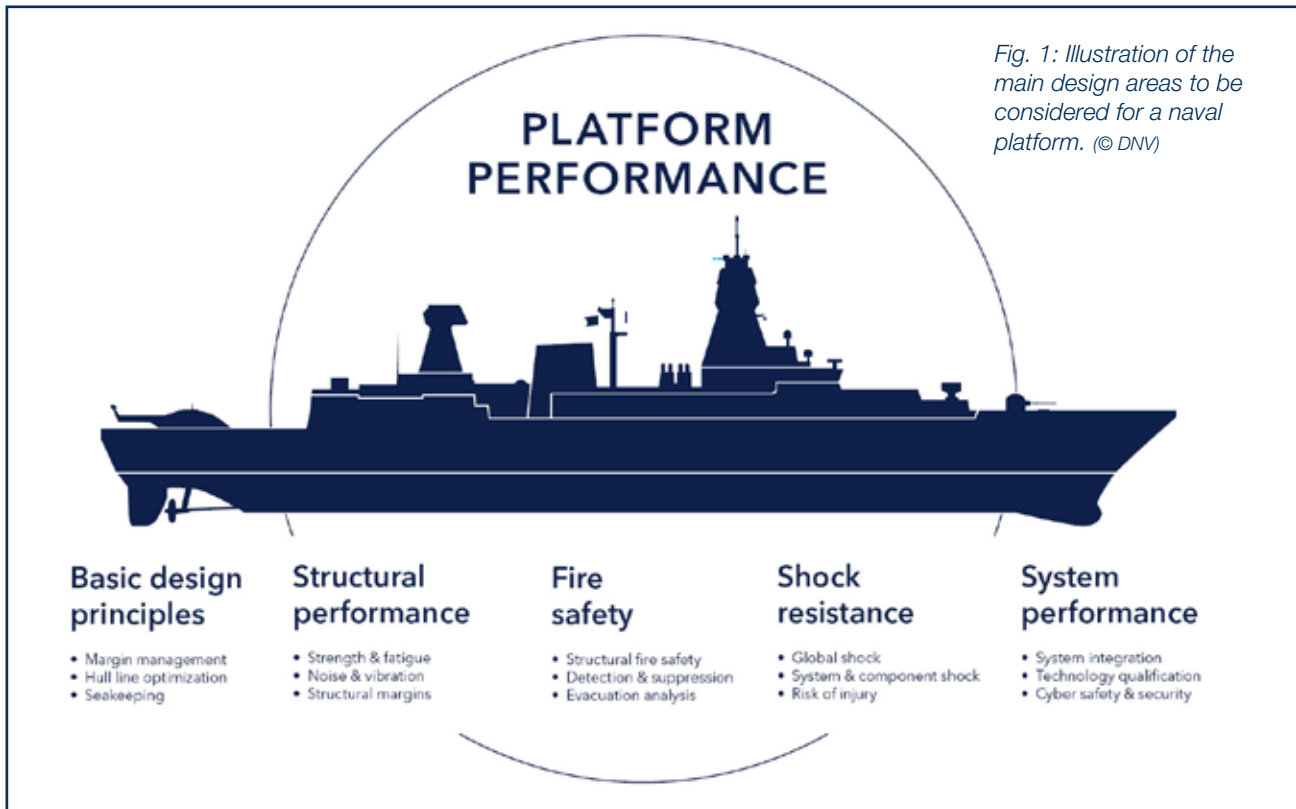 Fig. 1: Illustration of the
main design areas to be
considered for a naval
platform. (© DNV)
PLATFORM
PERFORMANCE
Basic design
principles
• Margin management
• Hull line optimization
• Seakeeping
Structural
performance
• Strength & fatigue
• Noise & vibration
• Structural margins
Fire
safety
• Structural fire safety
• Detection & suppression
• Evacuation analysis
Shock
resistance
• Global shock
• System & component shock
• Risk of injury
System
performance
• System integration
• Technology qualification
• Cyber safety & security